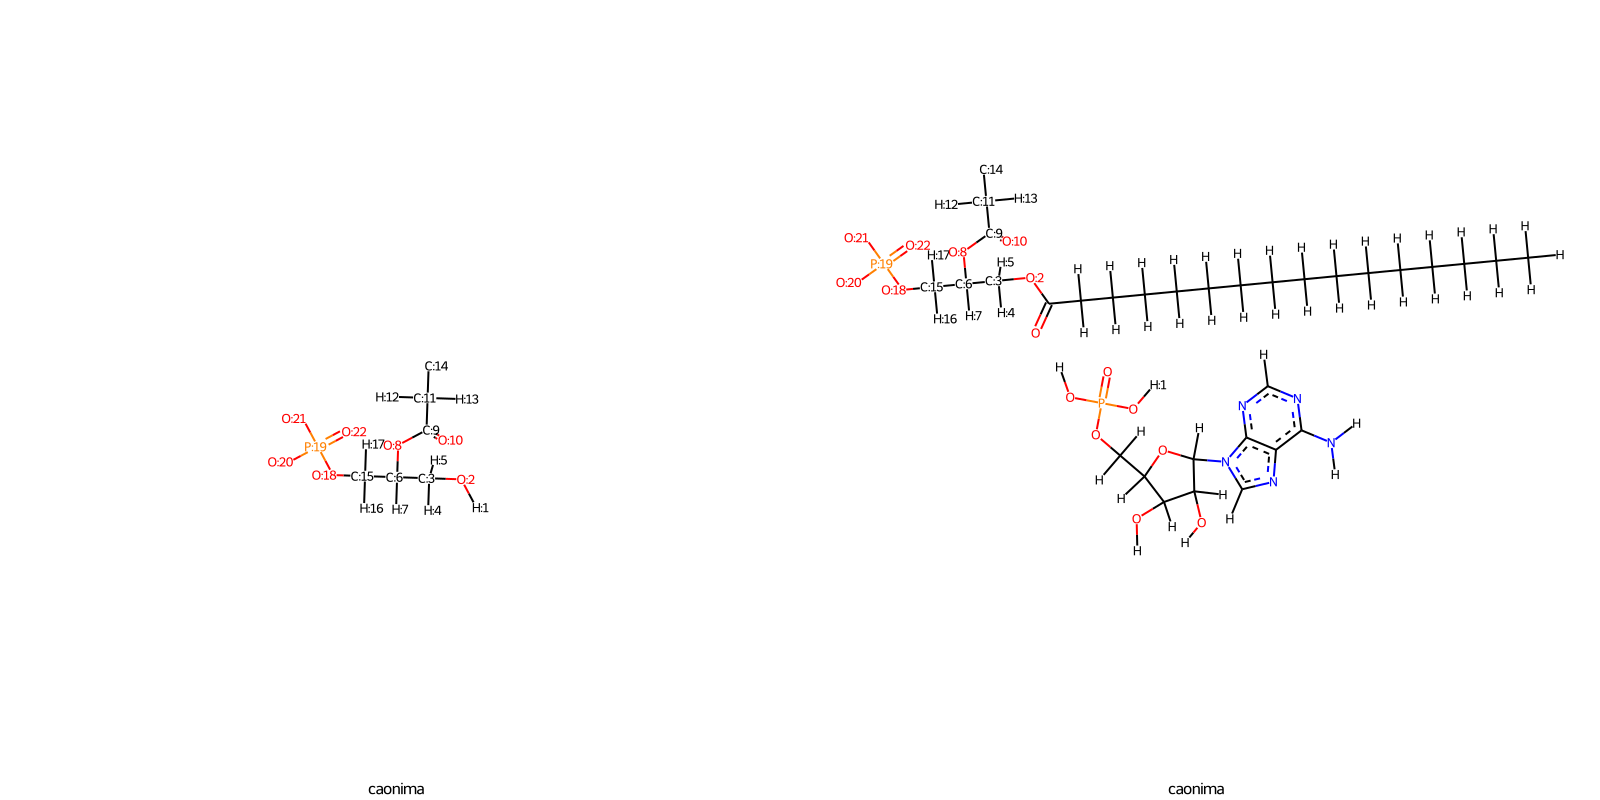 C:14
H:12 C:11 H:13
O:21 O:22 C:9 O:10
P:19 H:17 O:8 H:5
O:20 O:18 C:15 C:6 C:3 O:2
H:16 H:7 H:4 H:1
caonima
C:14
H:12 C:11 H:13
O:21 O:22 C:9 O:10
P:19 H:17 O:8 H:5
O:20 O:18 C:15 C:6 C:3 O:2
H:16 H:7 H:4 O
H H H H H H H H H H H H H H H H
H H H H H H H H H H H H H H H
H O H:1 H
O P O N N
O H H N H
H O N N H
H H H N
O H O H
H H
caonima